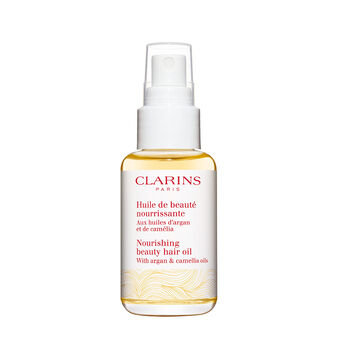 CLARINS
PARIS
Huile de beauté
nourrissante
Aux huiles d'argan
et de camélia
Nourishing
beauty hair oil
With argan & camellia oils